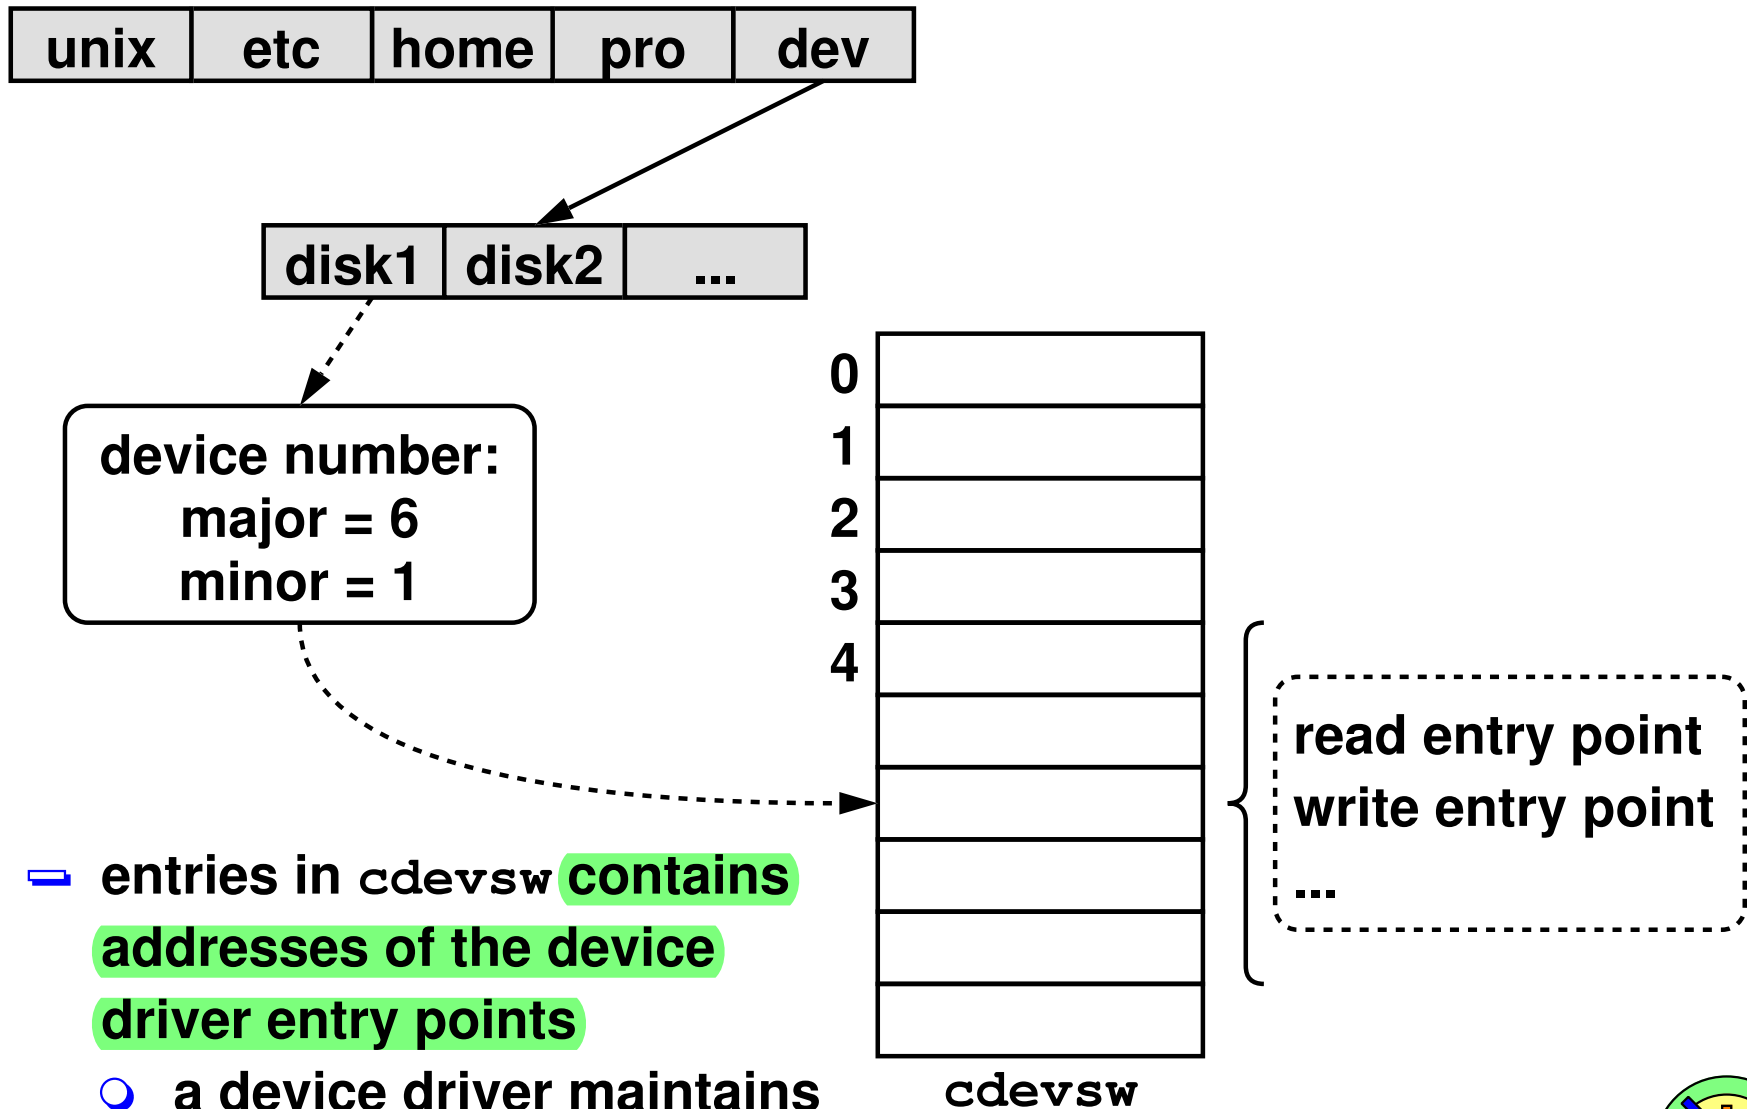 unix etc home pro dev
disk1 disk2 ...
device number:
major = 6
minor = 1
0
1
2
3
4
read entry point
write entry point
...
entries in cdevsw contains
addresses of the device
driver entry points
a device driver maintains
cdevsw